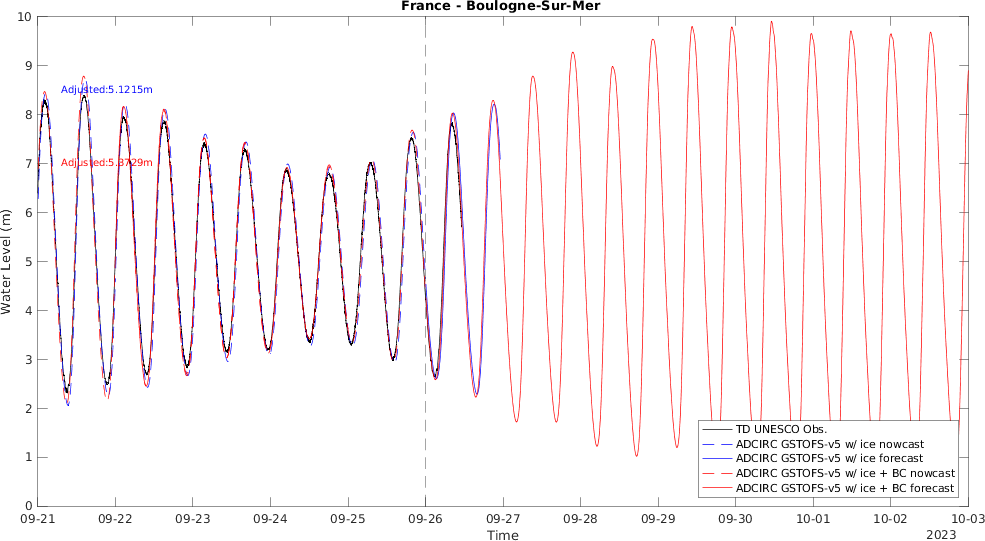 France - Boulogne-Sur-Mer
10
9
8
7
6
5
4
3
2
1
0
Water Level (m)
Adjusted:5.1215m
Adjusted:5.3729m
TD UNESCO Obs.
ADCIRC GSTOFS-v5 w/ ice nowcast
ADCIRC GSTOFS-v5 w/ ice forecast
ADCIRC GSTOFS-v5 w/ ice + BC nowcast
ADCIRC GSTOFS-v5 w/ ice + BC forecast
09-21 09-22 09-23 09-24 09-25 09-26 09-27 09-28 09-29 09-30 10-01 10-02 10-03
Time
2023